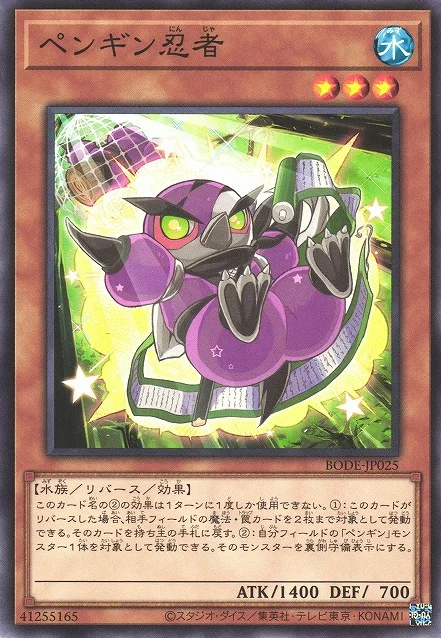 ペンギン忍者
水
BODE-JP025
【水族／リバース／効果】
このカード名の②の効果は1ターンに1度しか使用できない。①：このカードが
リバースした場合、相手フィールドの魔法・罠カードを2枚まで対象として発動
できる。そのカードを持ち主の手札に戻す。②：自分フィールドの「ペンギン」モン
スター1体を対象として発動できる。そのモンスターを裏側守備表示にする。
ATK/1400 DEF/ 700
41255165 ©スタジオ・ダイス／集英社・テレビ東京・KONAMI